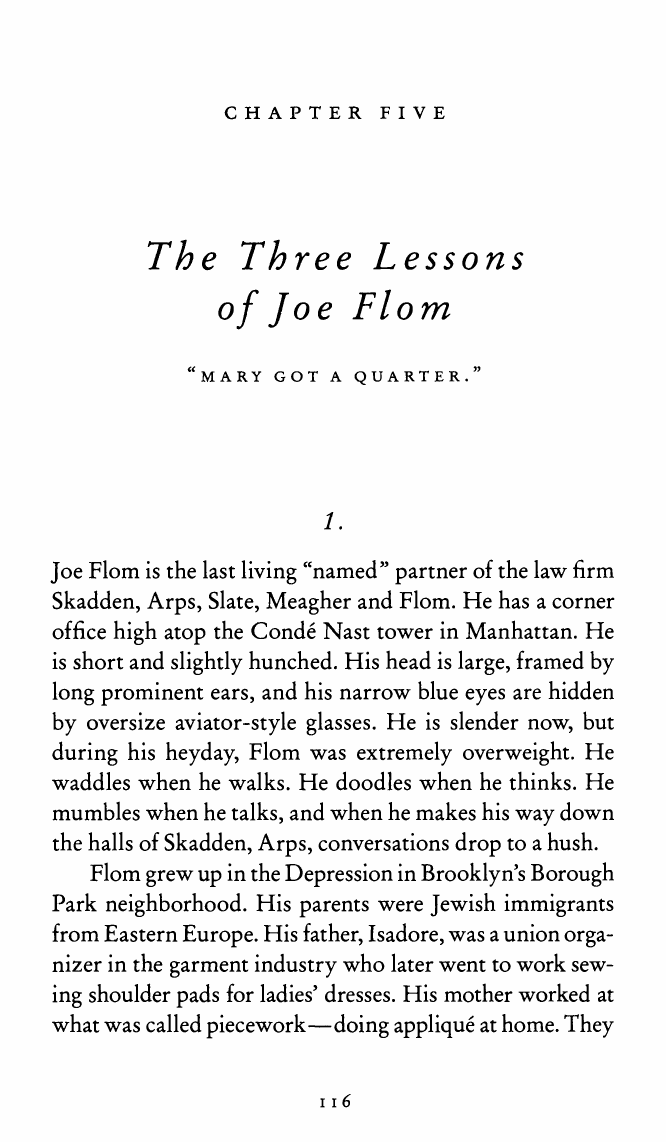 CHAPTER FIVE
The Three Lessons
of Joe Flom
“MARY GOT A QUARTER.”
1.
Joe Flom is the last living “named” partner of the law firm
Skadden, Arps, Slate, Meagher and Flom. He has a corner
office high atop the Condé Nast tower in Manhattan. He
is short and slightly hunched. His head is large, framed by
long prominent ears, and his narrow blue eyes are hidden
by oversize aviator-style glasses. He is slender now, but
during his heyday, Flom was extremely overweight. He
waddles when he walks. He doodles when he thinks. He
mumbles when he talks, and when he makes his way down
the halls of Skadden, Arps, conversations drop to a hush.
Flom grew up in the Depression in Brooklyn’s Borough
Park neighborhood. His parents were Jewish immigrants
from Eastern Europe. His father, Isadore, was a union orga-
nizer in the garment industry who later went to work sew-
ing shoulder pads for ladies’ dresses. His mother worked at
what was called piecework—doing appliqué at home. They
116